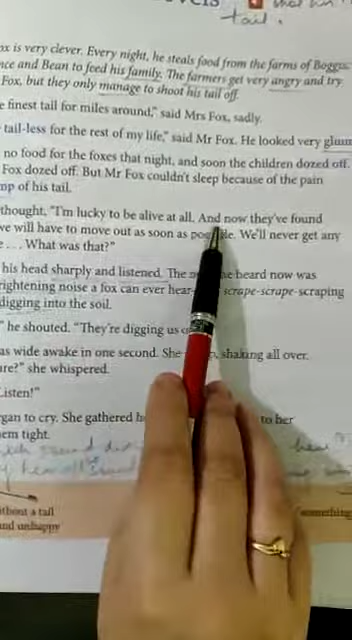 tail.
ox is very clever. Every night, he steals food from the farms of Boggis,
nce and Bean to feed his family. The farmers get very angry and try
Fox, but they only manage to shoot his tail off.
e finest tail for miles around," said Mrs Fox, sadly.
tail-less for the rest of my life," said Mr Fox. He looked very glum
no food for the foxes that night, and soon the children dozed off.
Fox dozed off. But Mr Fox couldn't sleep because of the pain
mp of his tail.
thought, "I'm lucky to be alive at all. And now they've found
we will have to move out as soon as We'll never get any
e . . . What was that?"
his head sharply and listened. The he heard now was
rightening noise a fox can ever hear scrape-scrape-scraping
digging into the soil.
" he shouted. "They're digging us
as wide awake in one second. She shaking all over.
re?" she whispered.
Listen!"
gan to cry. She gathered to her
em tight.
hear
ithout a tail something
and unhappy